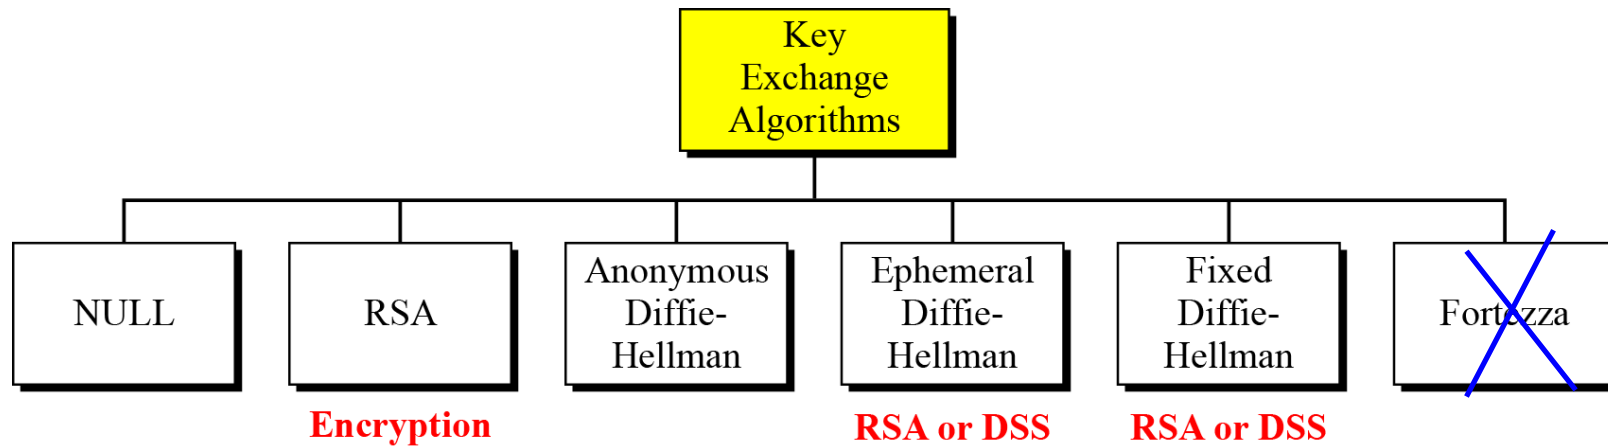 Key
Exchange
Algorithms
NULL
RSA
Anonymous
Diffie-
Hellman
Ephemeral
Diffie-
Hellman
Fixed
Diffie-
Hellman
Fortezza
Encryption
RSA or DSS
RSA or DSS